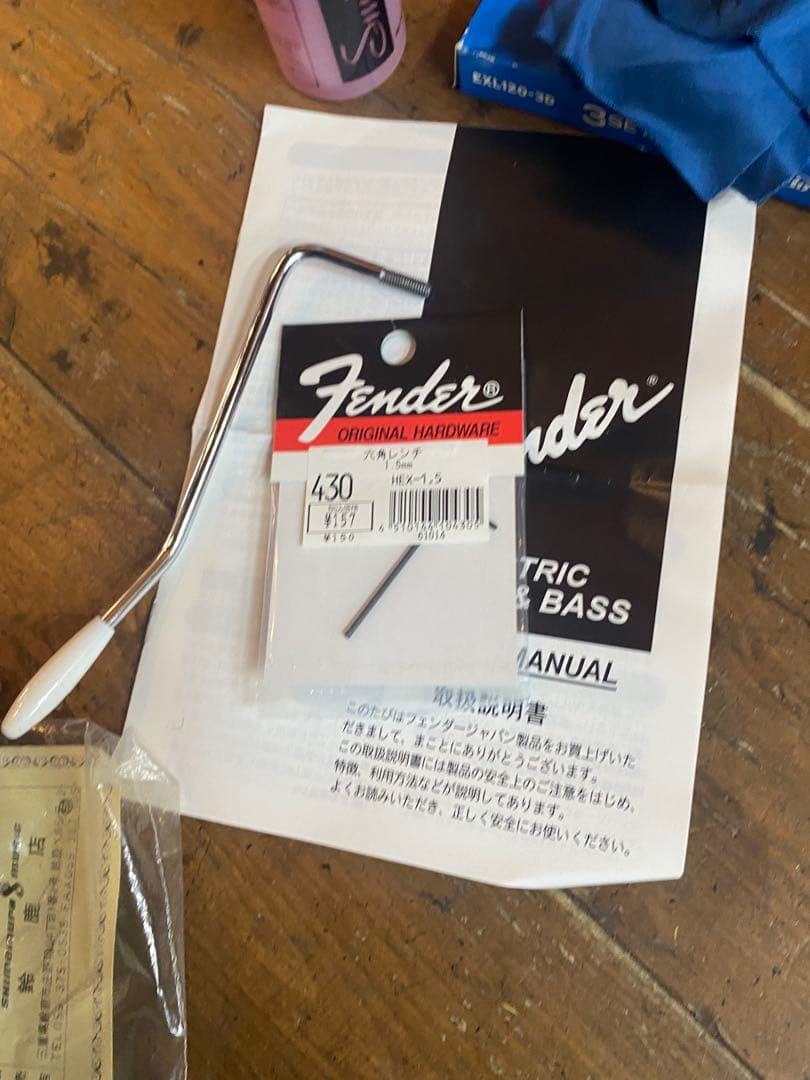 EXL120-3D
3SE
Fender®
ORIGINAL HARDWARE
六角レンチ
1.5mm
430
HEX-1.5
¥157
¥150
4510144104305
61014
nder®
TRIC
& BASS
MANUAL
取扱説明書
このたびはフェンダージャパン製品をお買上げいた
だきまして、まことにありがとうございます。
この取扱説明書には製品の安全上のご注意をはじめ、
特徴、利用方法などが説明してあります。
よくお読みいただき、正しく安全にお使いください。
鈴鹿店